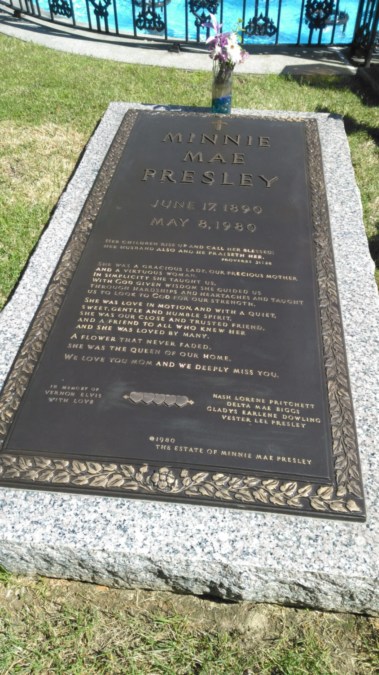 MINNIE
MAE
PRESLEY
JUNE 17, 1890
MAY 8, 1980
HER CHILDREN RISE UP AND CALL HER BLESSED;
HER HUSBAND ALSO AND HE PRAISETH HER.
PROVERBS 31:28
SHE WAS A GRACIOUS LADY, OUR PRECIOUS MOTHER
AND A VIRTUOUS WOMAN.
IN SIMPLICITY SHE TAUGHT US,
WITH GOD GIVEN WISDOM SHE GUIDED US
THROUGH HARDSHIPS AND HEARTACHES AND TAUGHT
US TO LOOK TO GOD FOR OUR STRENGTH.
SHE WAS LOVE IN MOTION, AND WITH A QUIET,
SWEET, GENTLE AND HUMBLE SPIRIT,
SHE WAS OUR CLOSE AND TRUSTED FRIEND,
AND A FRIEND TO ALL WHO KNEW HER
AND SHE WAS LOVED BY MANY.
A FLOWER THAT NEVER FADED,
SHE WAS THE QUEEN OF OUR HOME.
WE LOVE YOU MOM AND WE DEEPLY MISS YOU.
IN MEMORY OF
VERNON ELVIS
WITH LOVE
NASH LORENE PRITCHETT
DELTA MAE BIGGS
GLADYS EARLENE DOWLING
VESTER LEE PRESLEY
©1980
THE ESTATE OF MINNIE MAE PRESLEY